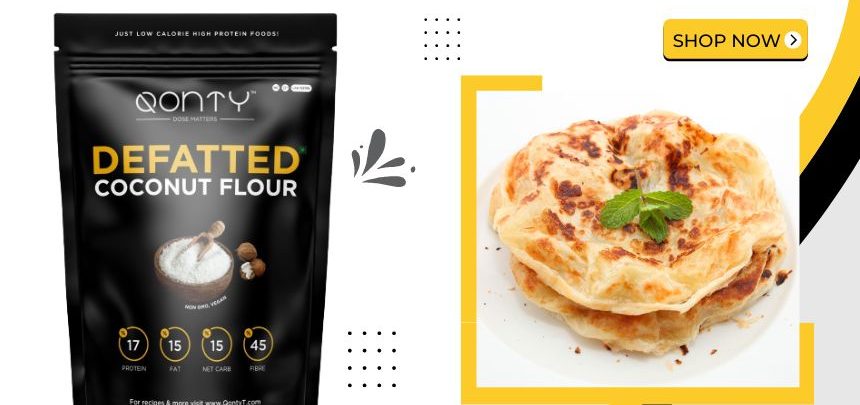 JUST LOW CALORIE HIGH PROTEIN FOODS!
QONTY™
DOSE MATTERS
DEFATTED
COCONUT FLOUR
NON GMO, VEGAN
17 15 15 45
PROTEIN FAT NET CARB FIBRE
For recipes & more visit www.QontyT.com
SHOP NOW